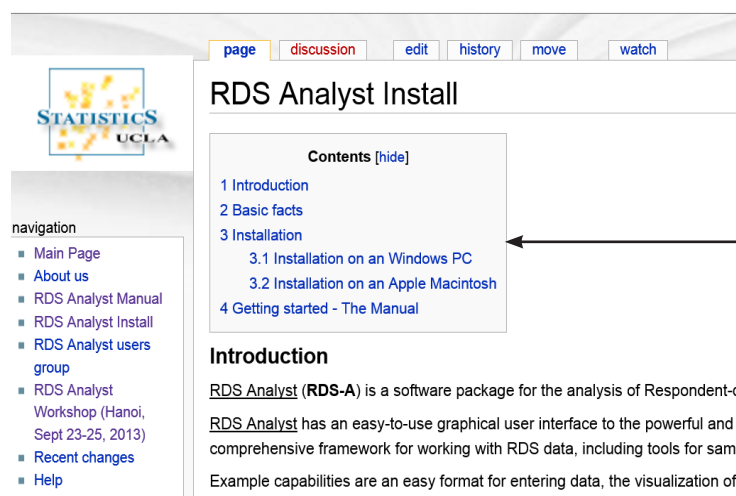 page discussion edit history move watch
STATISTICS
UCLA
RDS Analyst Install
Contents [hide]
1 Introduction
2 Basic facts
3 Installation
3.1 Installation on an Windows PC
3.2 Installation on an Apple Macintosh
4 Getting started - The Manual
navigation
Main Page
About us
RDS Analyst Manual
RDS Analyst Install
RDS Analyst users
group
RDS Analyst
Workshop (Hanoi,
Sept 23-25, 2013)
Recent changes
Help
Introduction
RDS Analyst (RDS-A) is a software package for the analysis of Respondent-
RDS Analyst has an easy-to-use graphical user interface to the powerful and
comprehensive framework for working with RDS data, including tools for sam
Example capabilities are an easy format for entering data, the visualization of